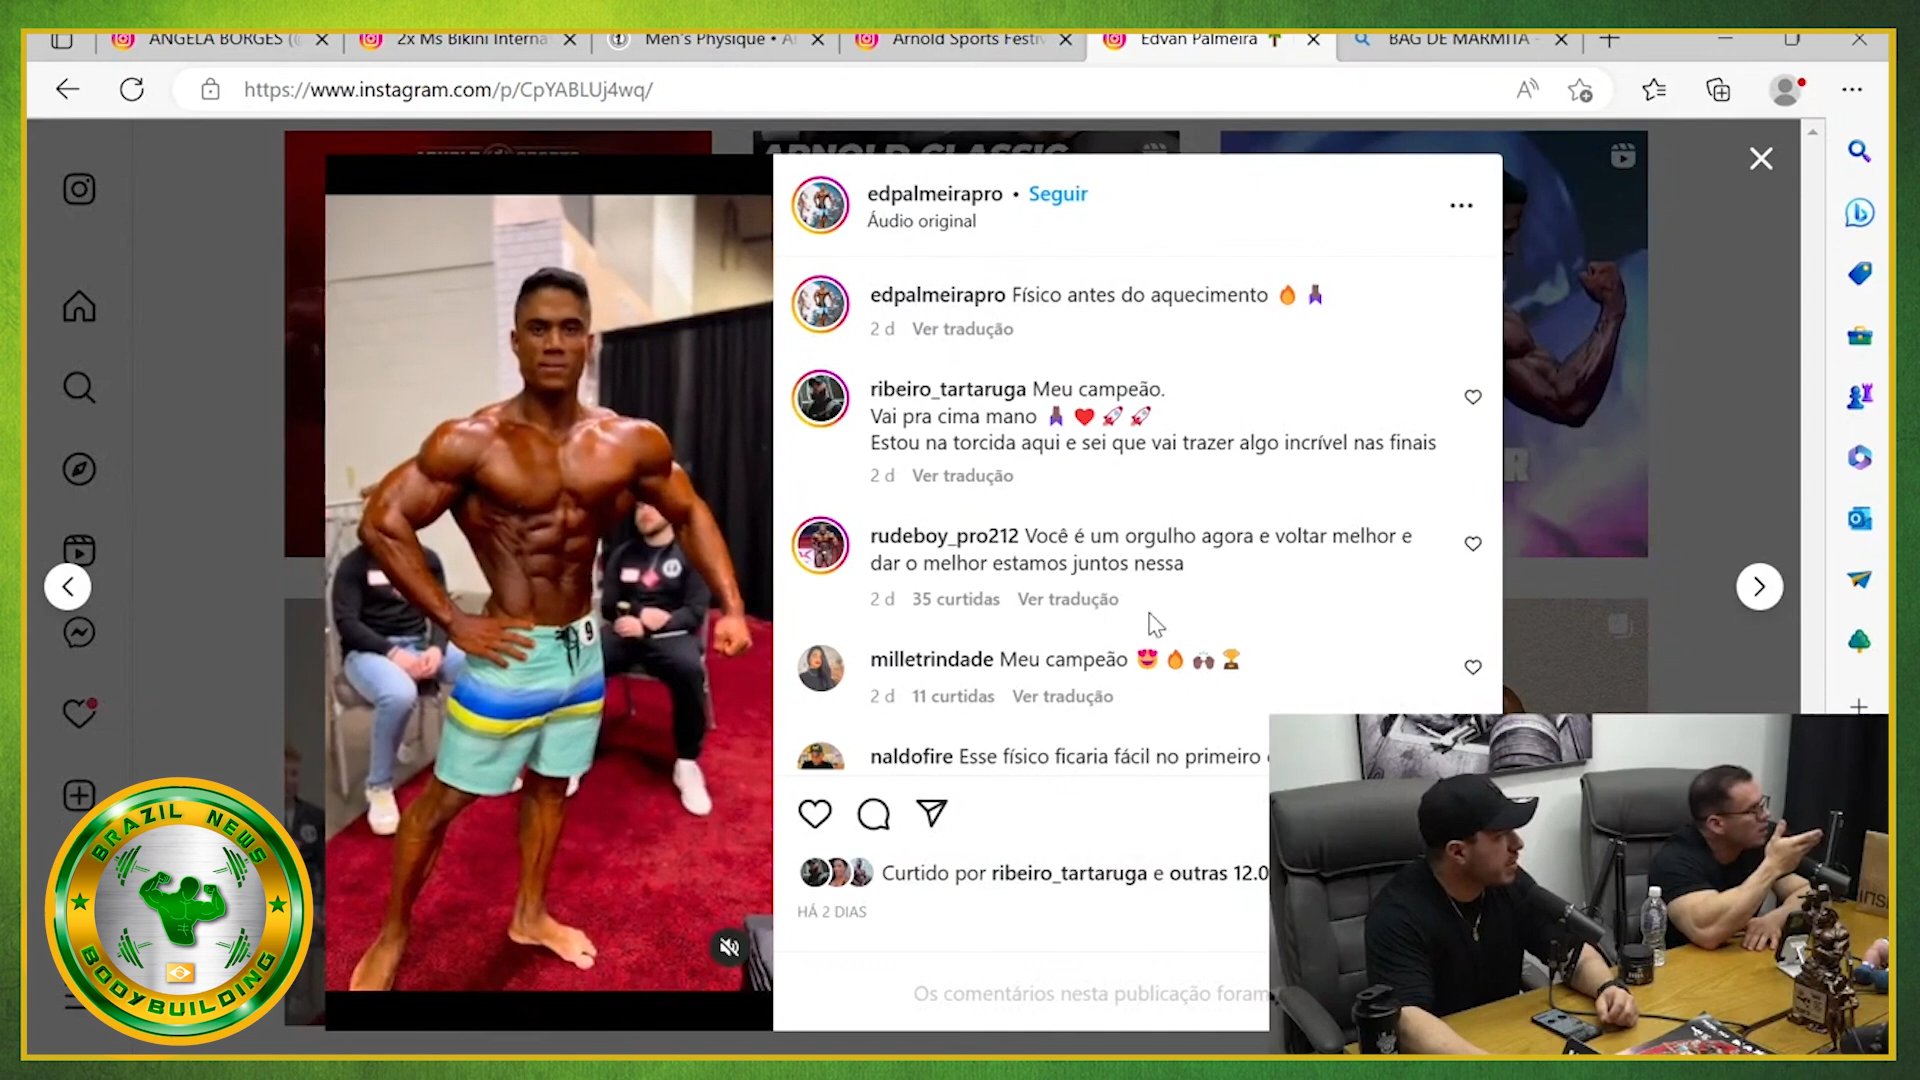 ANGELA BORGES (
2x Ms Bikini Interna
Men's Physique •
Arnold Sports Festiv
Edvan Palmeira
BAG DE MARMITA -
https://www.instagram.com/p/CpYABLUj4wq/
ARNOLD SPORTS
ARNOLD CLASSIC
edpalmeirapro • Seguir
Áudio original
edpalmeirapro Físico antes do aquecimento
2 d Ver tradução
ribeiro_tartaruga Meu campeão.
Vai pra cima mano
Estou na torcida aqui e sei que vai trazer algo incrível nas finais
2 d Ver tradução
rudeboy_pro212 Você é um orgulho agora e voltar melhor e
dar o melhor estamos juntos nessa
2 d 35 curtidas Ver tradução
milletrindade Meu campeão
2 d 11 curtidas Ver tradução
naldofire Esse físico ficaria fácil no primeiro
Curtido por ribeiro_tartaruga e outras 12.0
HÁ 2 DIAS
Os comentários nesta publicação foram
9
BRAZIL NEWS
BODYBUILDING